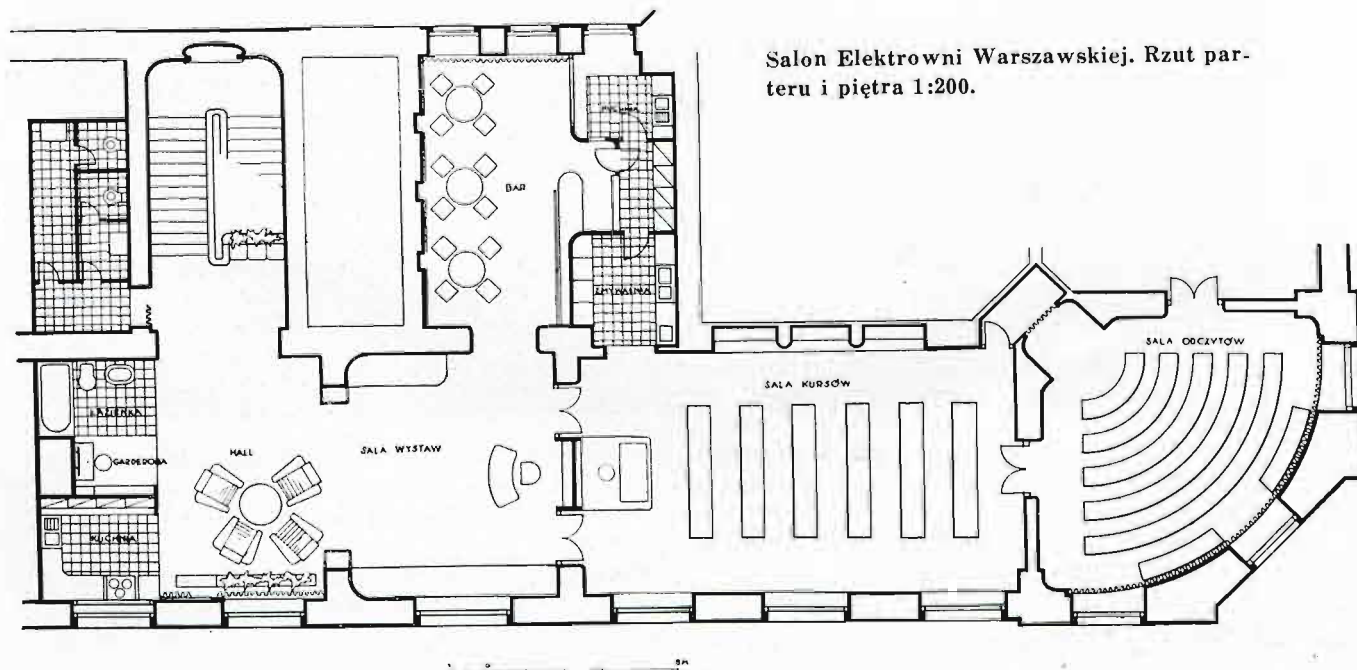 Salon Elektrowni Warszawskiej. Rzut par-
teru i piętra 1:200.
BAR
ZMYWALNIA
SALA ODCZYTÓW
SALA KURSÓW
ŁAZIENKA
HALL
SALA WYSTAW
GARDEROBA
KUCHNIA